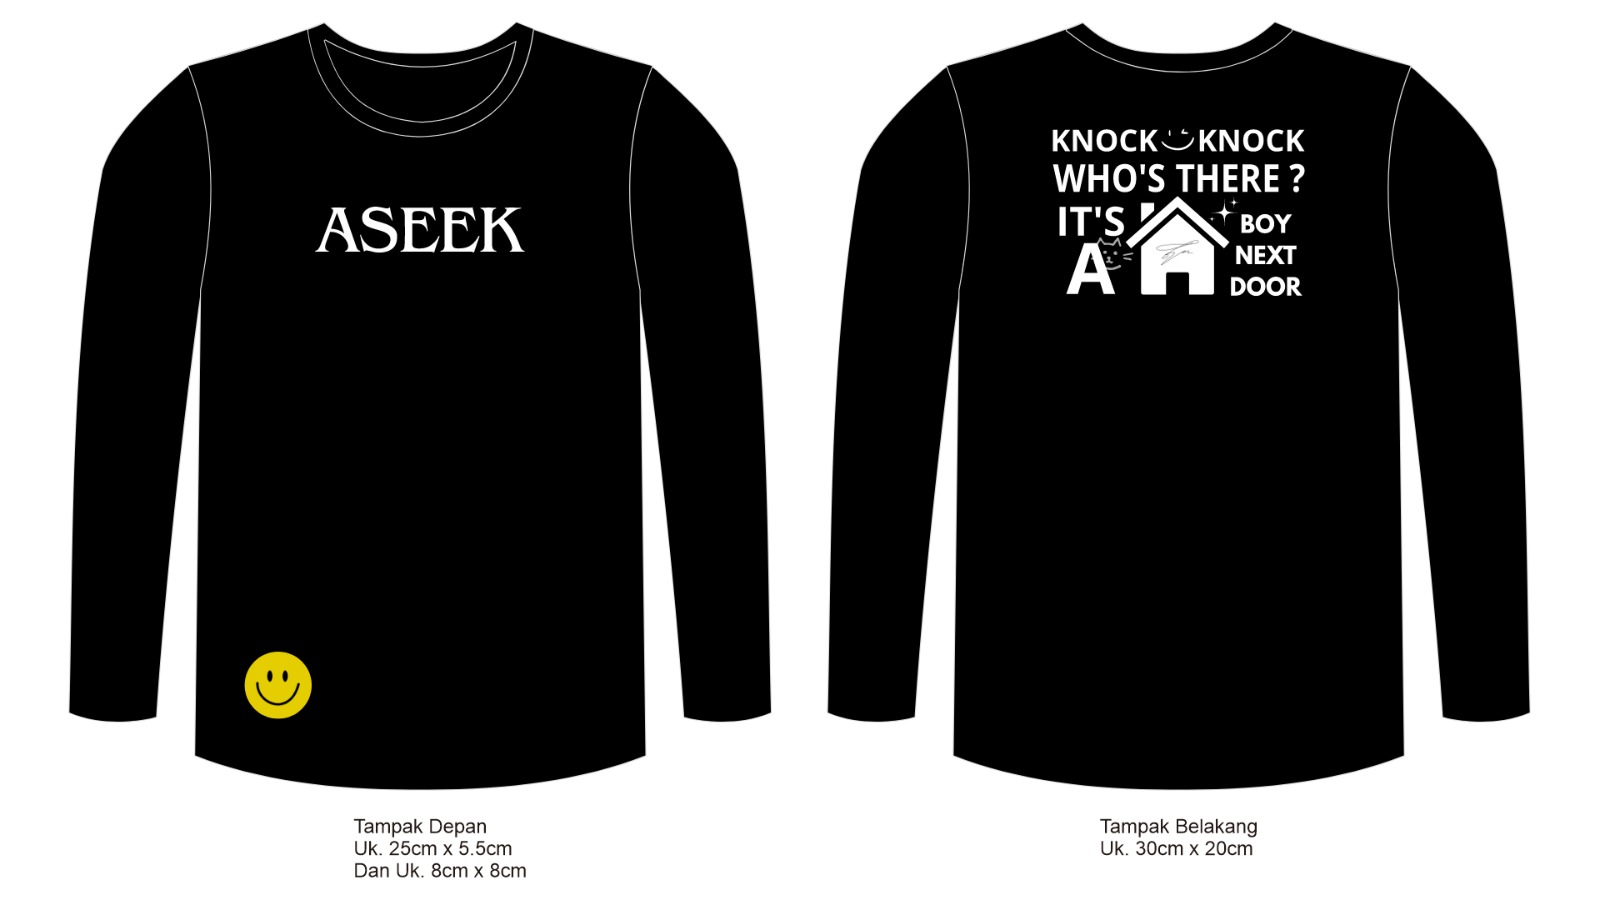 ASEEK
KNOCK KNOCK
WHO'S THERE ?
IT'S
A
BOY
NEXT
DOOR
Tampak Depan
Uk. 25cm x 5.5cm
Dan Uk. 8cm x 8cm
Tampak Belakang
Uk. 30cm x 20cm